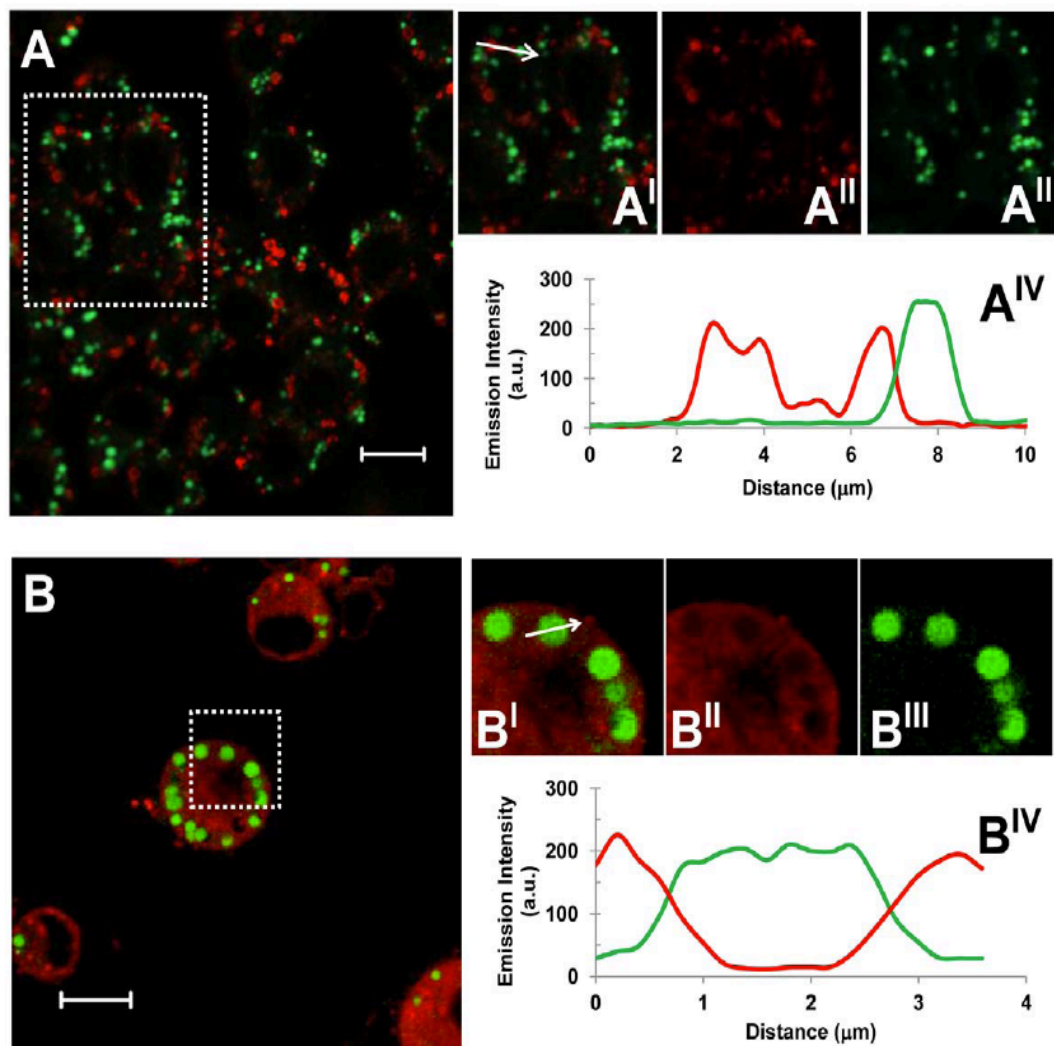 A
A^I
A^II
A^II
A^IV
Emission Intensity
(a.u.)
300
200
100
0
0 2 4 6 8 10
Distance (μm)
B
B^I
B^II
B^III
B^IV
Emission Intensity
(a.u.)
300
200
100
0
0 1 2 3 4
Distance (μm)